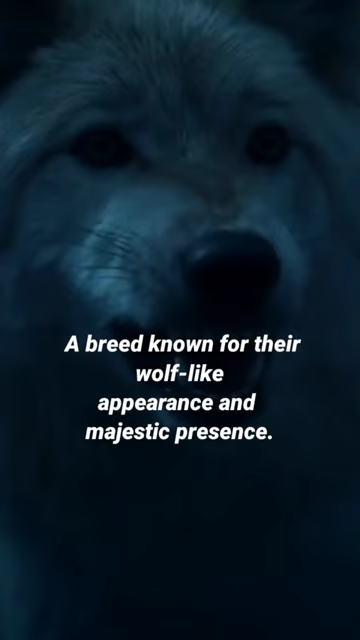 A breed known for their
wolf-like
appearance and
majestic presence.